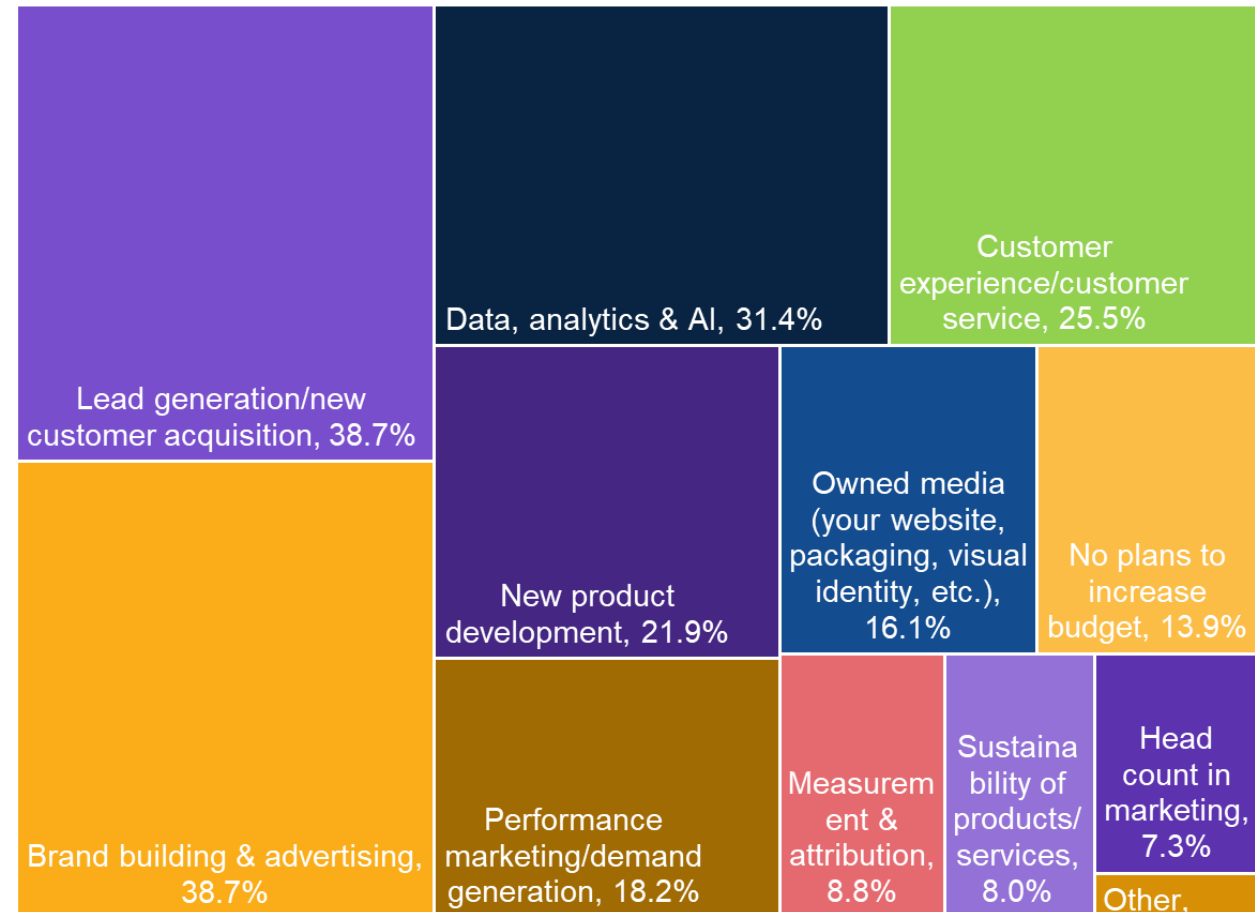 Lead generation/new
customer acquisition, 38.7%
Data, analytics & AI, 31.4%
Customer
experience/customer
service, 25.5%
Brand building & advertising,
38.7%
New product
development, 21.9%
Owned media
(your website,
packaging, visual
identity, etc.),
16.1%
No plans to
increase
budget, 13.9%
Performance
marketing/demand
generation, 18.2%
Measurem
ent &
attribution,
8.8%
Sustaina
bility of
products/
services,
8.0%
Head
count in
marketing,
7.3%
Other,